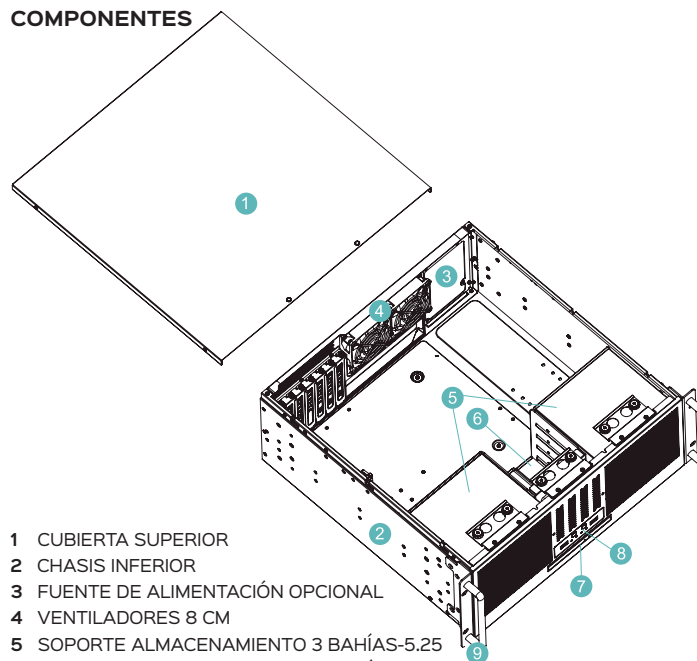 COMPONENTES
1
3
4
5
6
2
8
7
9
1 CUBIERTA SUPERIOR
2 CHASIS INFERIOR
3 FUENTE DE ALIMENTACIÓN OPCIONAL
4 VENTILADORES 8 CM
5 SOPORTE ALMACENAMIENTO 3 BAHÍAS-5.25